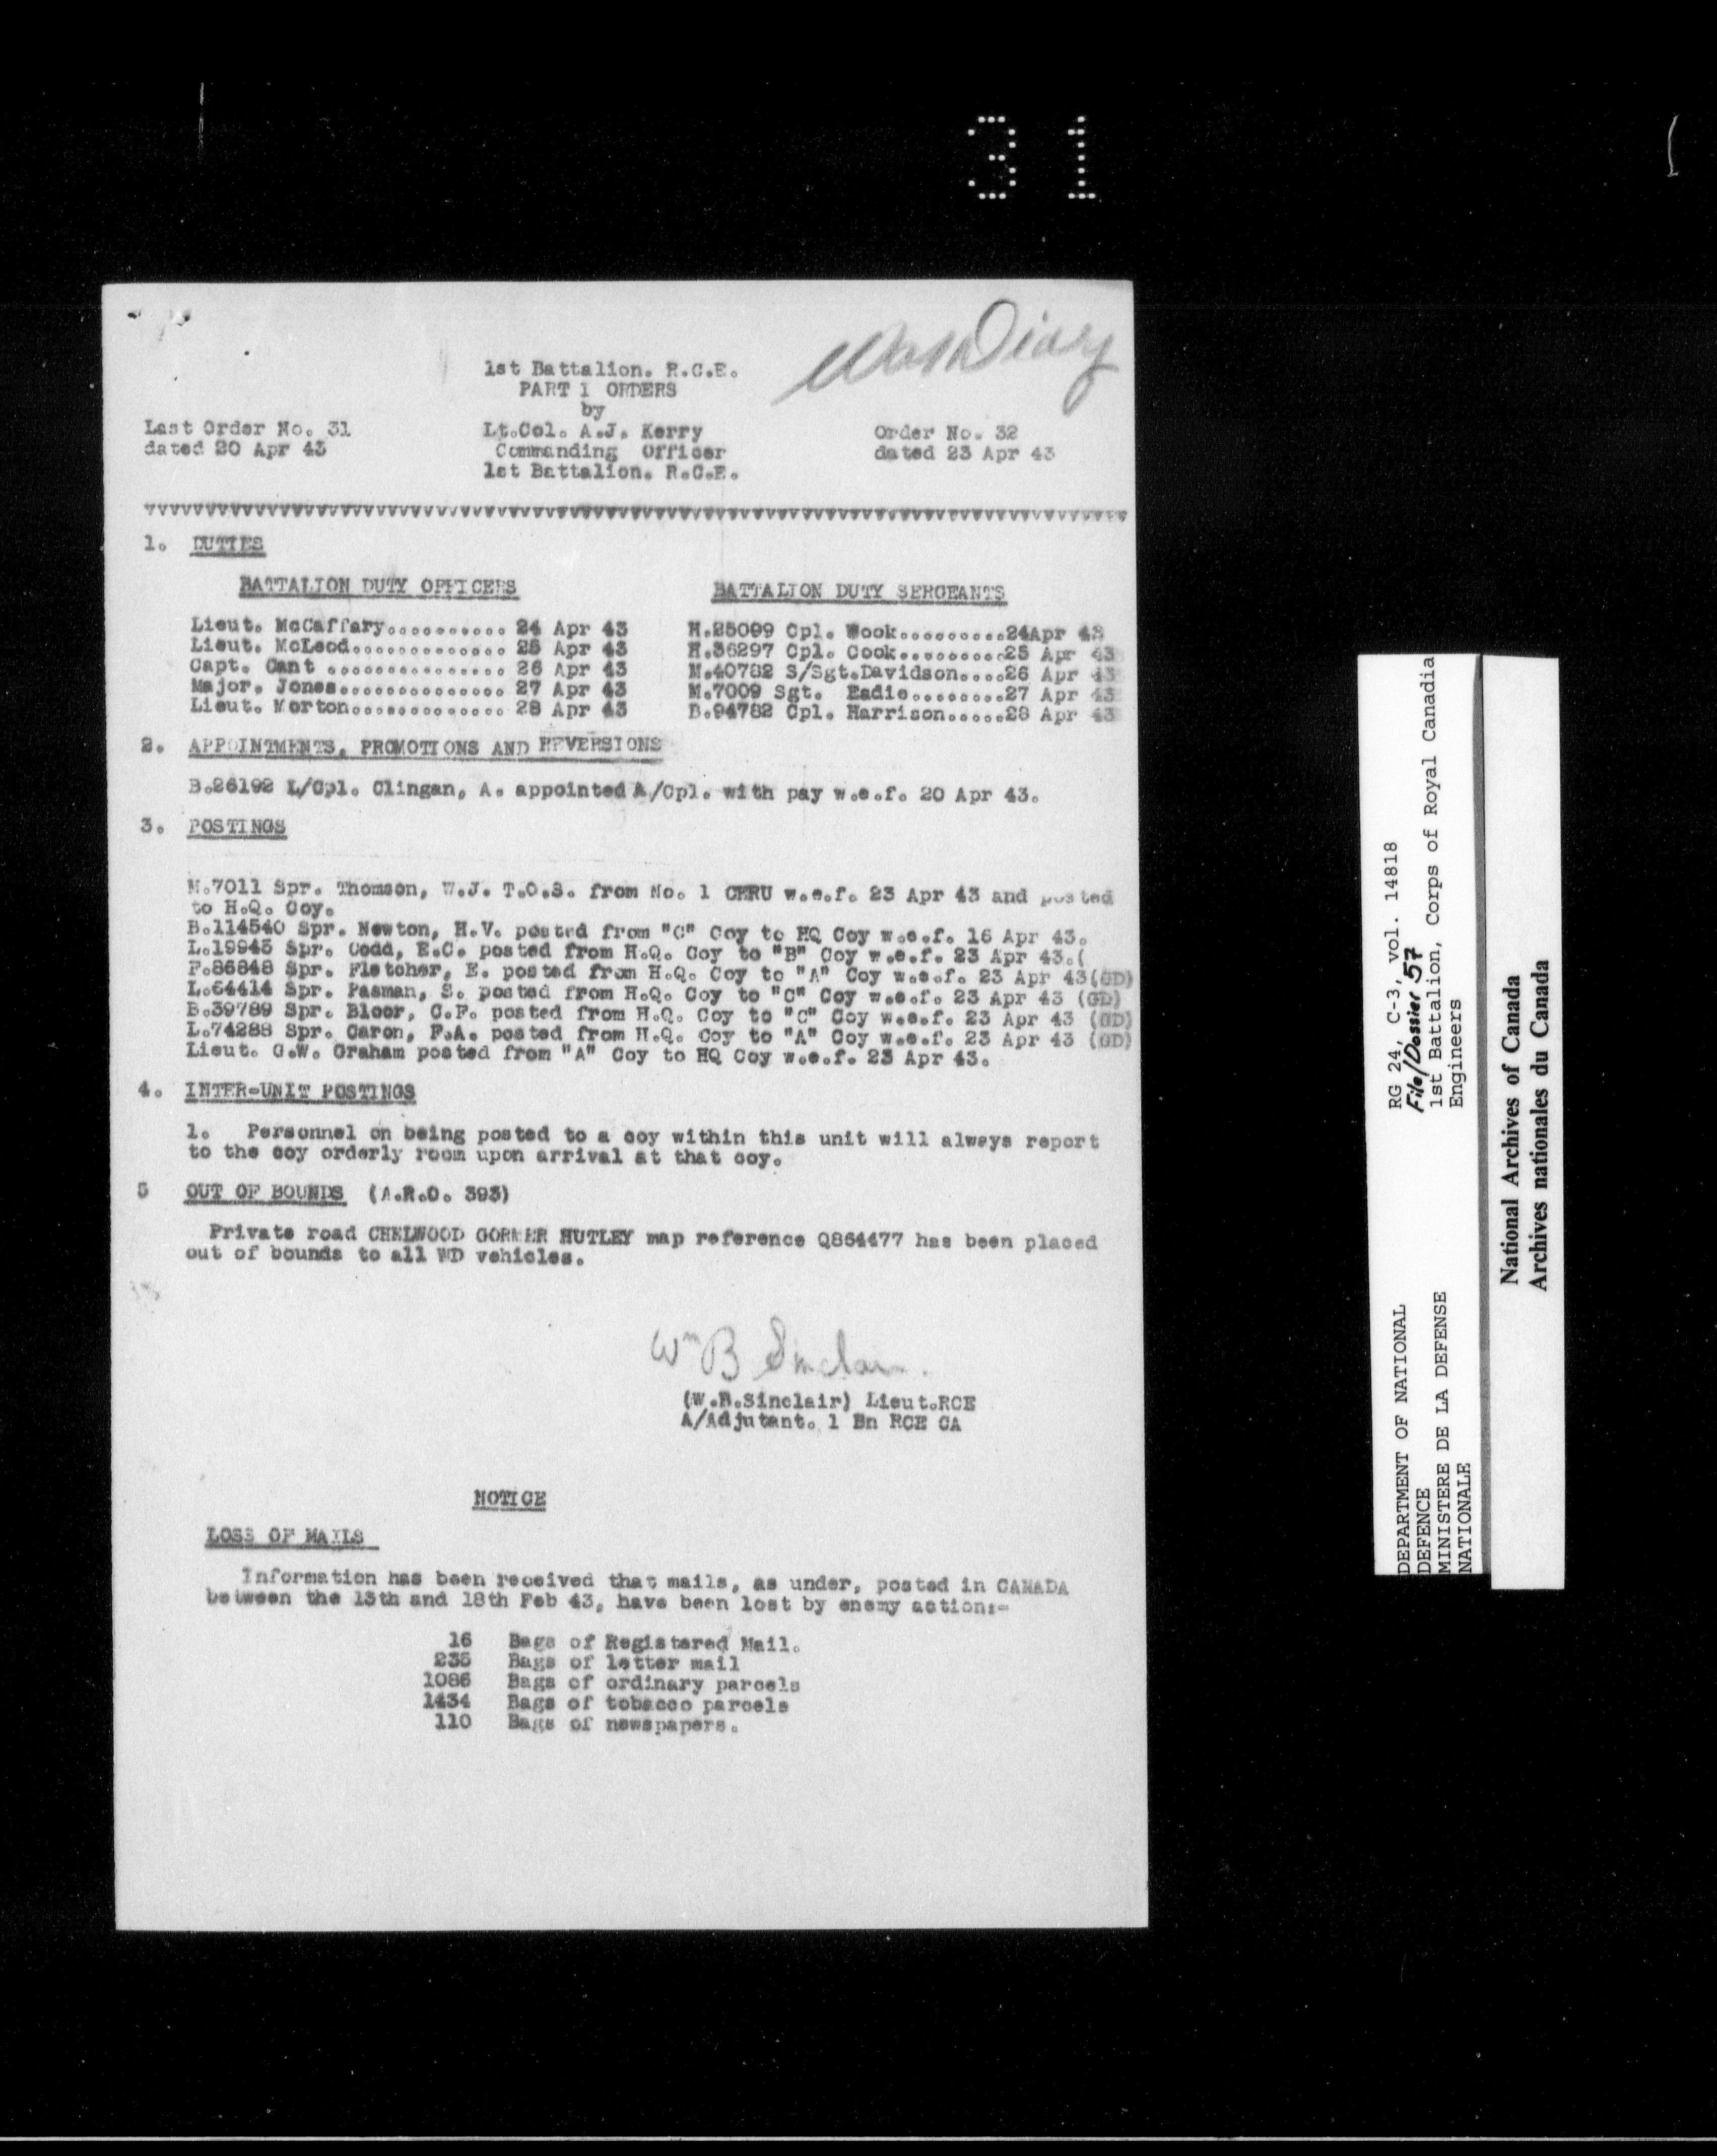 31
War Diary
1st Battalion. R.C.E.
PART 1 ORDERS
by
Last Order No. 31 Lt.Col. A.J. Kerry Order No. 32
dated 20 Apr 43 Commanding Officer dated 23 Apr 43
1st Battalion. R.C.E.
1. DUTIES
BATTALION DUTY OFFICERS BATTALION DUTY SERGEANTS
Lieut. McCaffary.......... 24 Apr 43 H.25099 Cpl. Wook.........24Apr 43
Lieut. McLeod............. 25 Apr 43 H.36297 Cpl. Cook.........25 Apr 43
Capt. Cant ............... 26 Apr 43 M.40782 S/Sgt.Davidson....26 Apr 43
Major. Jones.............. 27 Apr 43 M.7009 Sgt. Eadie........27 Apr 43
Lieut. Morton............. 28 Apr 43 B.94782 Cpl. Harrison.....28 Apr 43
2. APPOINTMENTS, PROMOTIONS AND REVERSIONS
B.26192 L/Cpl. Clingan, A. appointed A/Cpl. with pay w.e.f. 20 Apr 43.
3. POSTINGS
M.7011 Spr. Thomson, W.J. T.O.S. from No. 1 CERU w.e.f. 23 Apr 43 and posted
to H.Q. Coy.
B.114540 Spr. Newton, H.V. posted from "C" Coy to HQ Coy w.e.f. 16 Apr 43.
L.19945 Spr. Codd, E.C. posted from H.Q. Coy to "B" Coy w.e.f. 23 Apr 43.(
F.86848 Spr. Fletcher, E. posted from H.Q. Coy to "A" Coy w.e.f. 23 Apr 43(GD)
L.64414 Spr. Pasman, S. posted from H.Q. Coy to "C" Coy w.e.f. 23 Apr 43 (GD)
B.39789 Spr. Bloor, C.F. posted from H.Q. Coy to "C" Coy w.e.f. 23 Apr 43 (GD)
L.74288 Spr. Caron, F.A. posted from H.Q. Coy to "A" Coy w.e.f. 23 Apr 43 (GD)
Lieut. G.W. Graham posted from "A" Coy to HQ Coy w.e.f. 23 Apr 43.
4. INTER-UNIT POSTINGS
1. Personnel on being posted to a coy within this unit will always report
to the coy orderly room upon arrival at that coy.
5 OUT OF BOUNDS (A.R.O. 393)
Private road CHELWOOD GORMER NUTLEY map reference Q864477 has been placed
out of bounds to all WD vehicles.
Wm B Sinclair.
(W.B.Sinclair) Lieut.RCE
A/Adjutant. 1 Bn RCE CA
NOTICE
LOSS OF MAILS
Information has been received that mails, as under, posted in CANADA
between the 13th and 18th Feb 43, have been lost by enemy action:-
16 Bags of Registered Mail.
235 Bags of letter mail
1086 Bags of ordinary parcels
1434 Bags of tobacco parcels
110 Bags of newspapers.
DEPARTMENT OF NATIONAL RG 24, C-3, vol. 14818
DEFENCE File/Dossier 57
MINISTERE DE LA DEFENSE 1st Battalion, Corps of Royal Canadia
NATIONALE Engineers
National Archives of Canada
Archives nationales du Canada